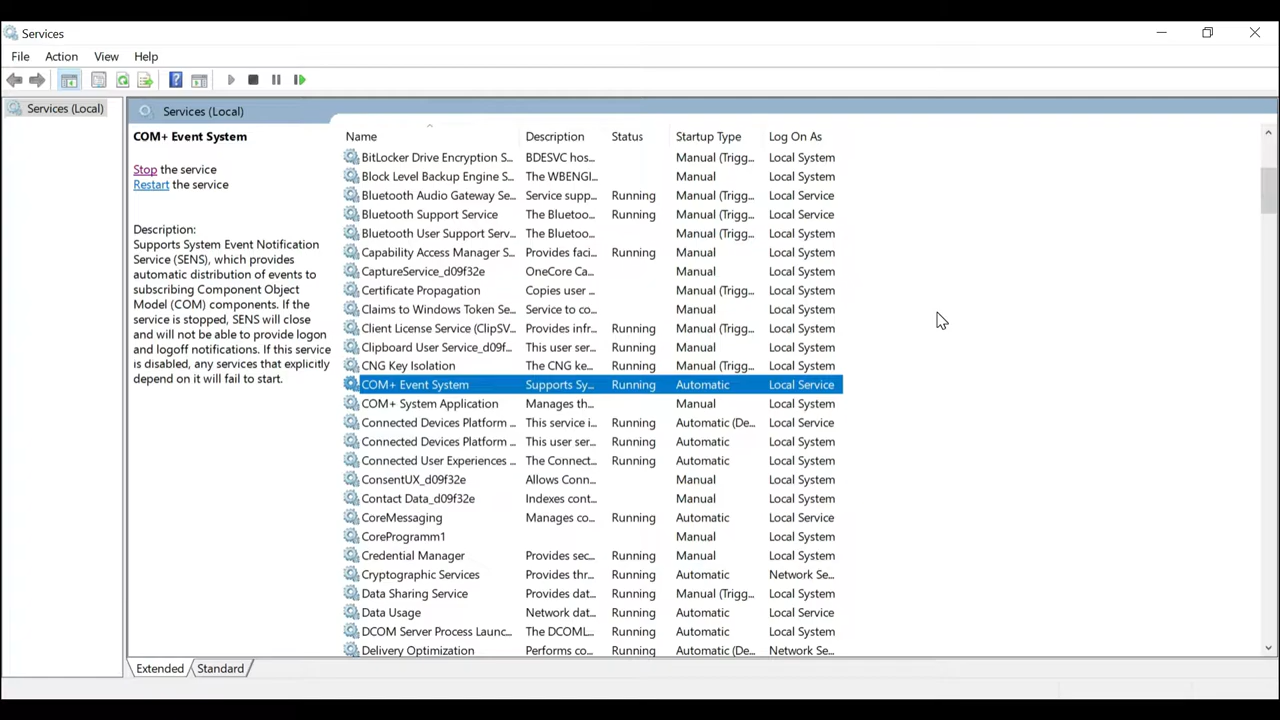 Services
File Action View Help
Services (Local)
Services (Local)
COM+ Event System
Stop the service
Restart the service
Description:
Supports System Event Notification
Service (SENS), which provides
automatic distribution of events to
subscribing Component Object
Model (COM) components. If the
service is stopped, SENS will close
and will not be able to provide logon
and logoff notifications. If this service
is disabled, any services that explicitly
depend on it will fail to start.
Name Description Status Startup Type Log On As
BitLocker Drive Encryption S... BDESVC hos... Manual (Trigg... Local System
Block Level Backup Engine S... The WBENGI... Manual Local System
Bluetooth Audio Gateway Se... Service supp... Running Manual (Trigg... Local Service
Bluetooth Support Service The Bluetoo... Running Manual (Trigg... Local Service
Bluetooth User Support Serv... The Bluetoo... Manual (Trigg... Local System
Capability Access Manager S... Provides faci... Running Manual Local System
CaptureService_d09f32e OneCore Ca... Manual Local System
Certificate Propagation Copies user ... Manual (Trigg... Local System
Claims to Windows Token Se... Service to co... Manual Local System
Client License Service (ClipSV... Provides infr... Running Manual (Trigg... Local System
Clipboard User Service_d09f... This user ser... Running Manual Local System
CNG Key Isolation The CNG ke... Running Manual (Trigg... Local System
COM+ Event System Supports Sy... Running Automatic Local Service
COM+ System Application Manages th... Manual Local System
Connected Devices Platform ... This service i... Running Automatic (De... Local Service
Connected Devices Platform ... This user ser... Running Automatic Local System
Connected User Experiences ... The Connect... Running Automatic Local System
ConsentUX_d09f32e Allows Conn... Manual Local System
Contact Data_d09f32e Indexes cont... Manual Local System
CoreMessaging Manages co... Running Automatic Local Service
CoreProgramm1 Manual Local System
Credential Manager Provides sec... Running Manual Local System
Cryptographic Services Provides thr... Running Automatic Network Se...
Data Sharing Service Provides dat... Running Manual (Trigg... Local System
Data Usage Network dat... Running Automatic Local Service
DCOM Server Process Launc... The DCOML... Running Automatic Local System
Delivery Optimization Performs co... Running Automatic (De... Network Se...
Extended Standard